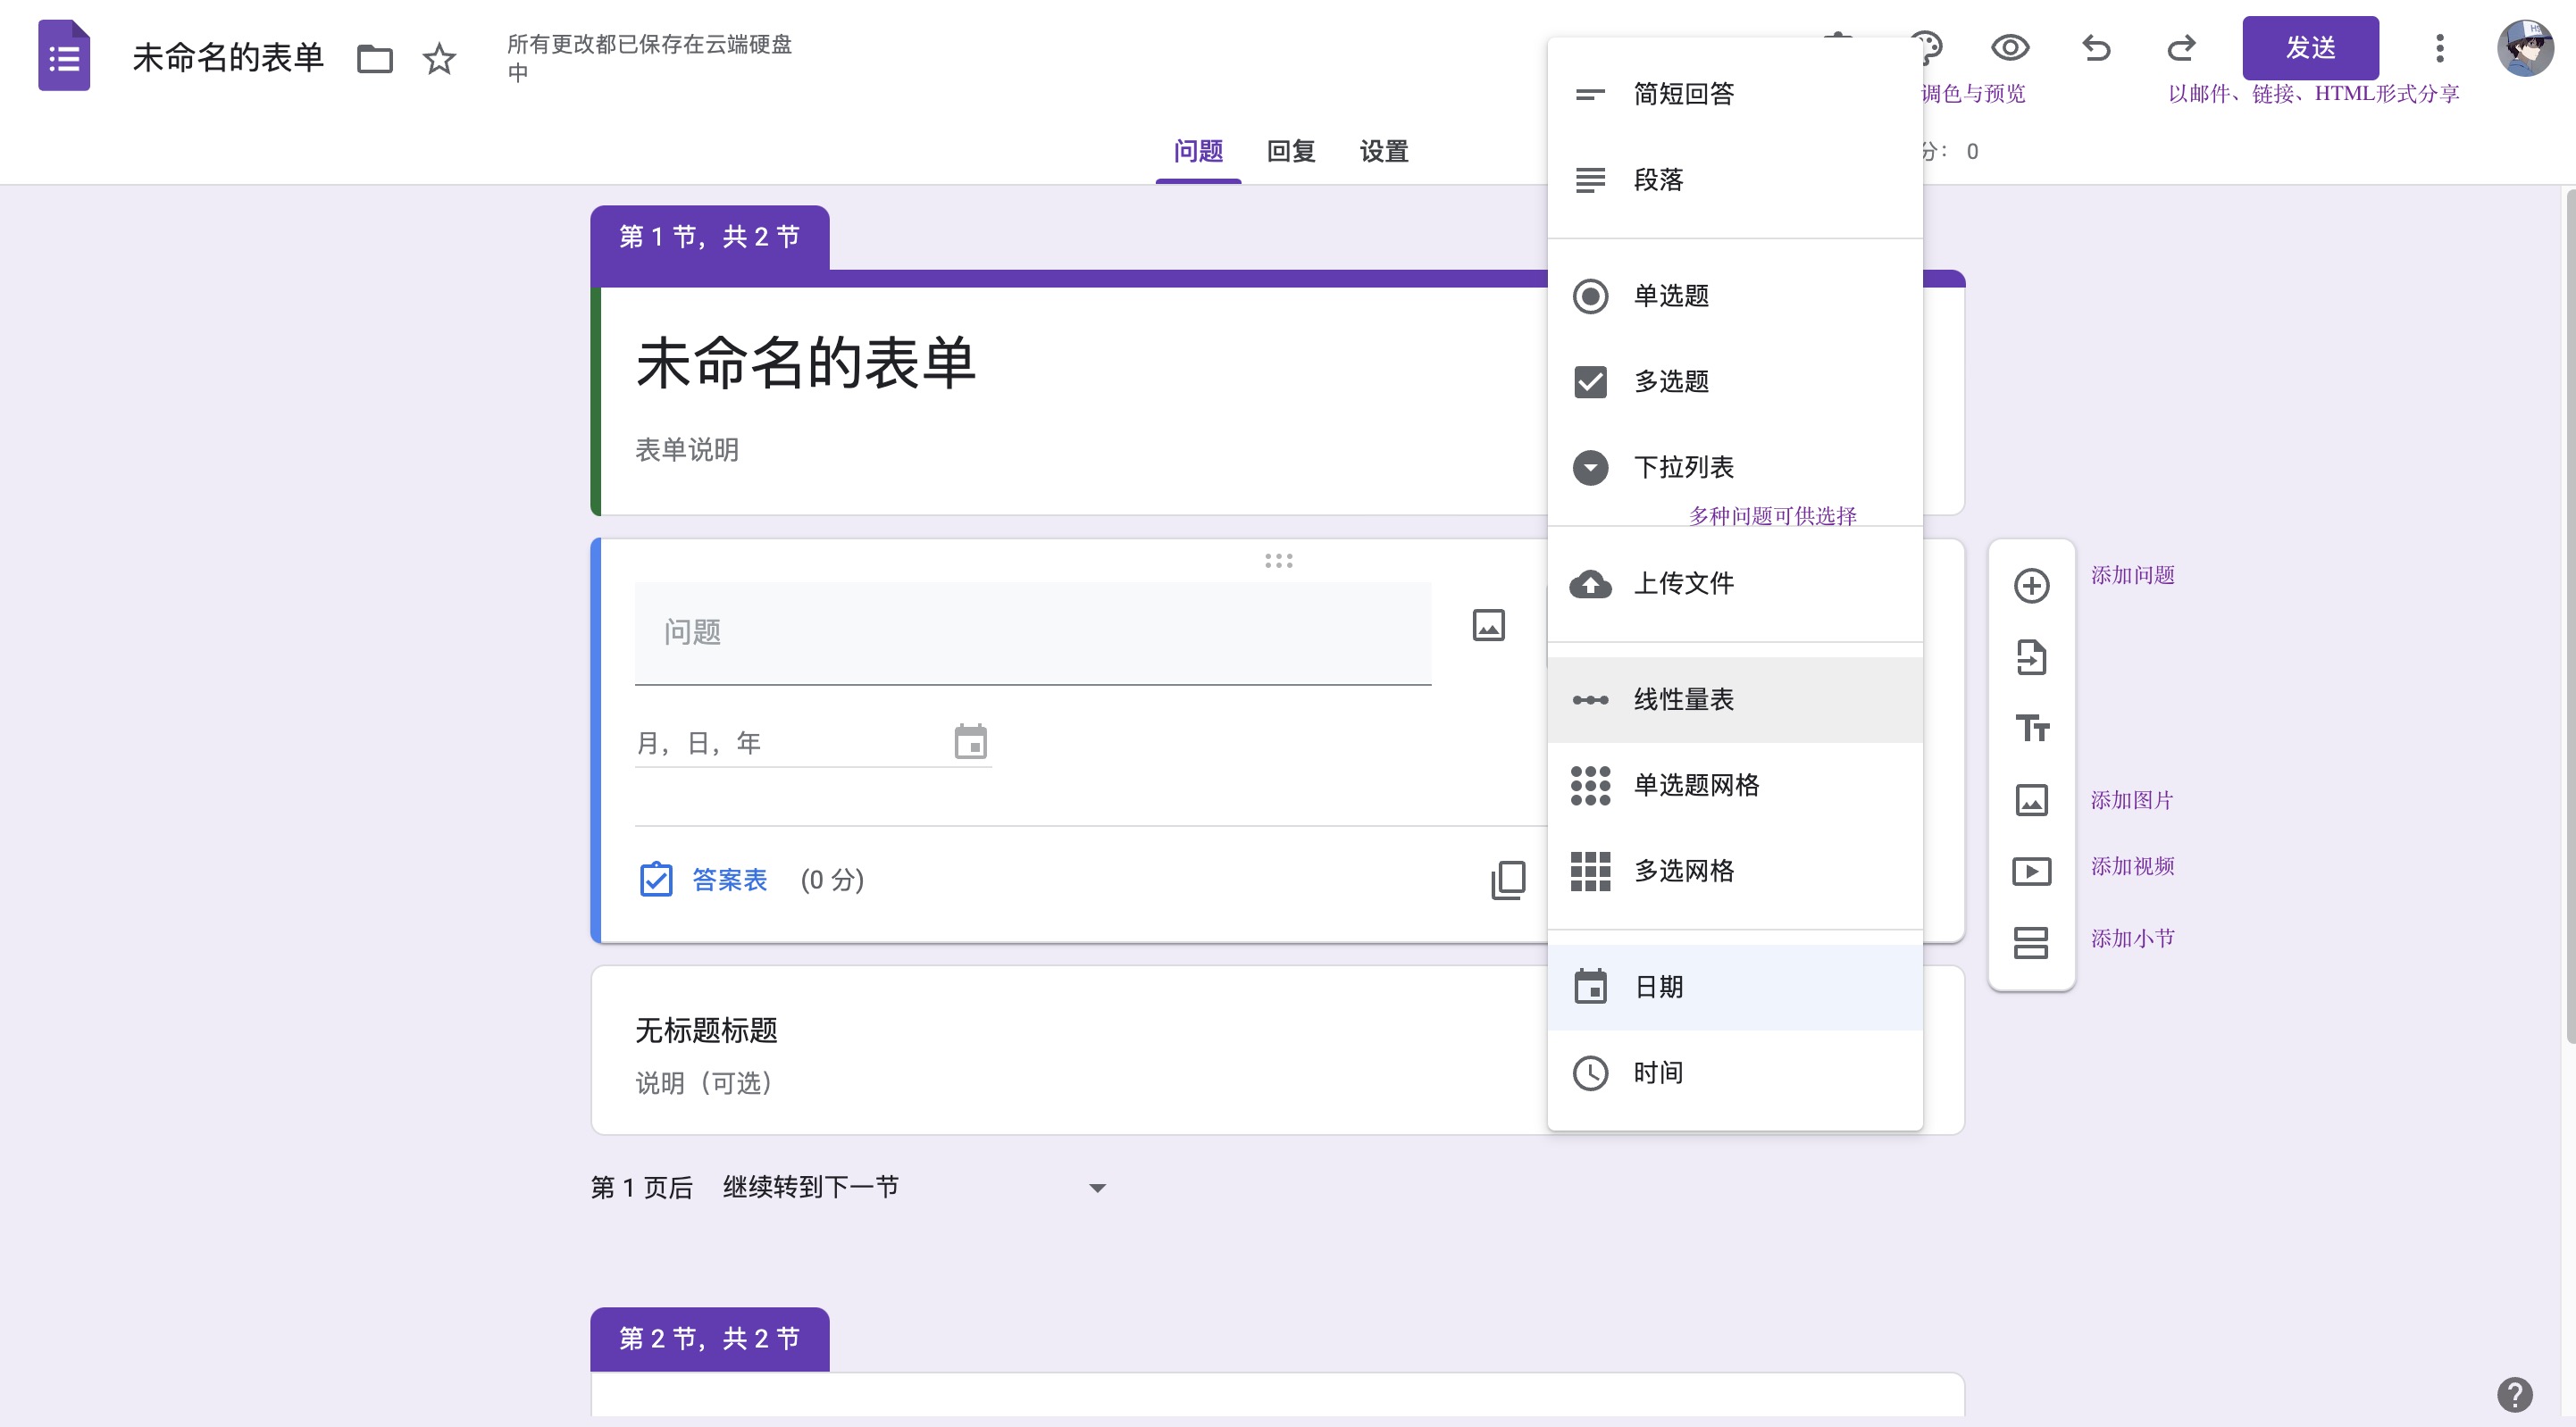 未命名的表单
所有更改都已保存在云端硬盘
中
发送
调色与预览
以邮件、链接、HTML形式分享
问题
回复
设置
分： 0
第 1 节，共 2 节
未命名的表单
表单说明
问题
月，日，年
答案表
(0 分)
无标题标题
说明（可选）
第 1 页后
继续转到下一节
第 2 节，共 2 节
简短回答
段落
单选题
多选题
下拉列表
多种问题可供选择
上传文件
线性量表
单选题网格
多选网格
日期
时间
添加问题
Tт
添加图片
添加视频
添加小节